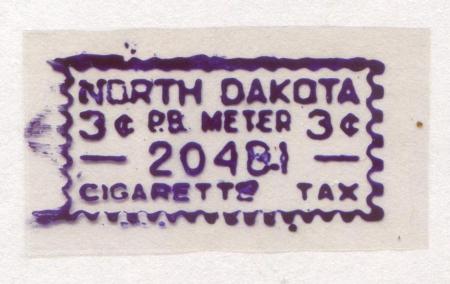 NORTH DAKOTA
3¢ P.B. METER 3¢
— 20481 —
CIGARETTE TAX